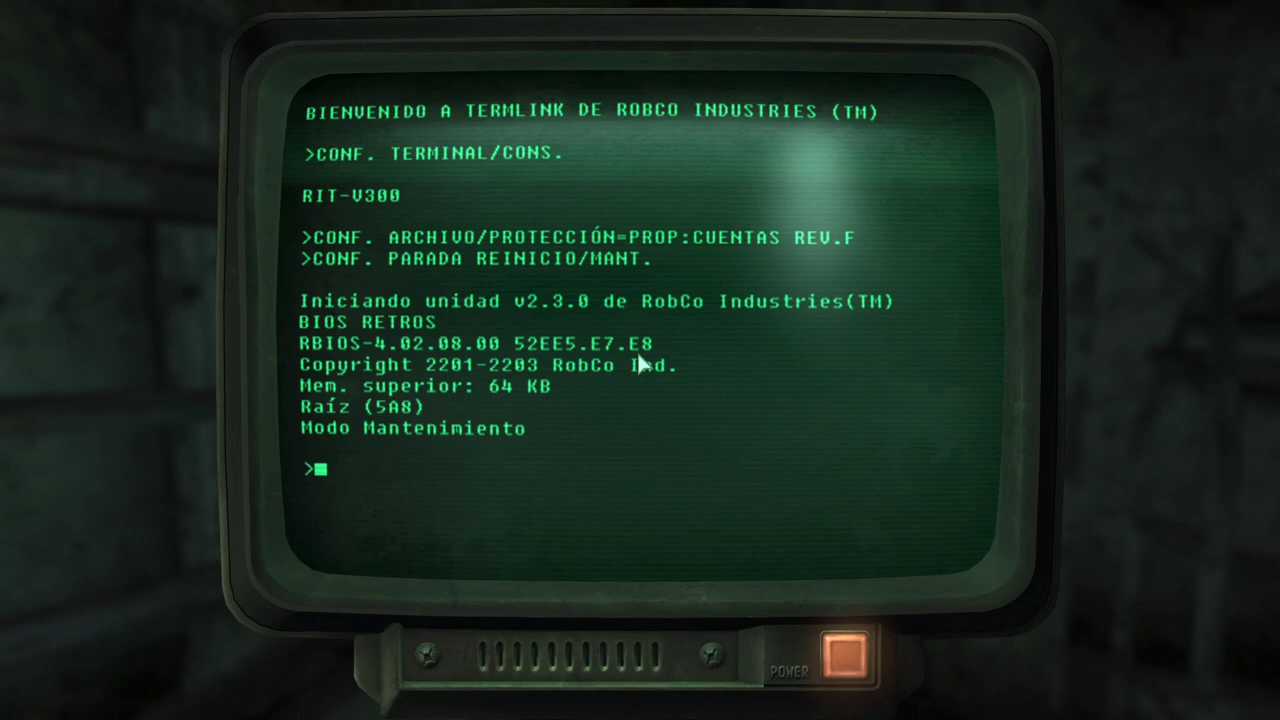 BIENVENIDO A TERMLINK DE ROBCO INDUSTRIES (TM)
>CONF. TERMINAL/CONS.
RIT-V300
>CONF. ARCHIVO/PROTECCIÓN=PROP:CUENTAS REV.F
>CONF. PARADA REINICIO/MANT.
Iniciando unidad v2.3.0 de RobCo Industries(TM)
BIOS RETROS
RBIOS-4.02.08.00 52EE5.E7.E8
Copyright 2201-2203 RobCo Ind.
Mem. superior: 64 KB
Raíz (5A8)
Modo Mantenimiento
>
POWER